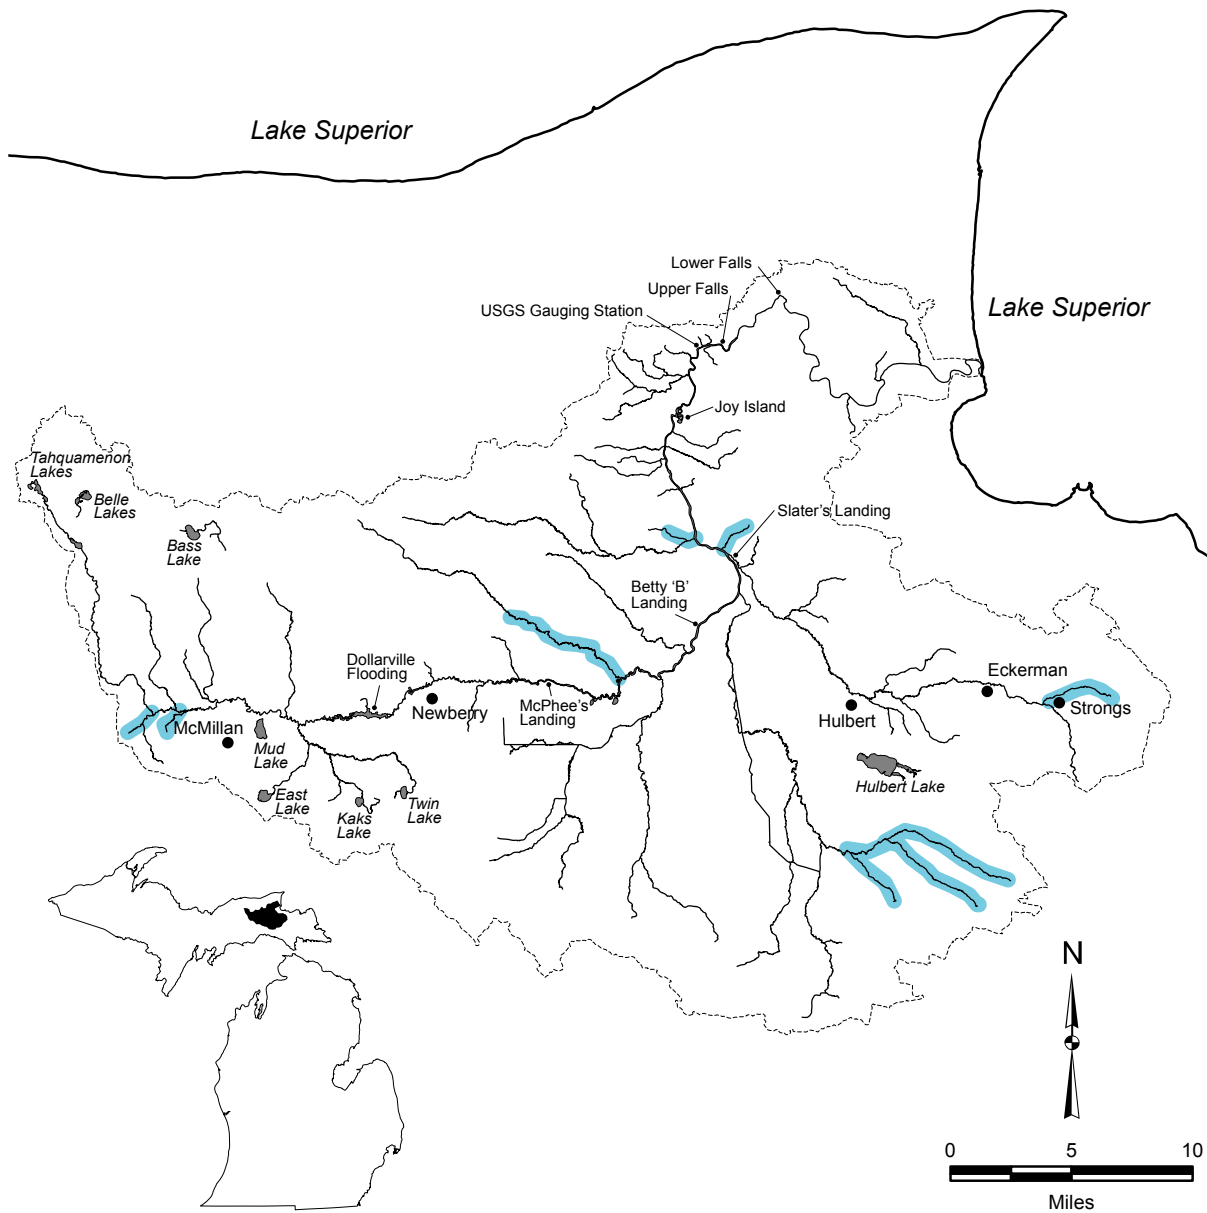 Lake Superior
Lower Falls
Upper Falls
USGS Gauging Station
Lake Superior
Joy Island
Tahquamenon
Lakes
Belle
Lakes
Bass
Lake
Slater's Landing
Betty 'B'
Landing
Dollarville
Flooding
Eckerman
McPhee's
Landing
Newberry
Hulbert
Strongs
McMillan
Mud
Lake
Hulbert Lake
East
Lake
Kaks
Lake
Twin
Lake
N
0 5 10
Miles